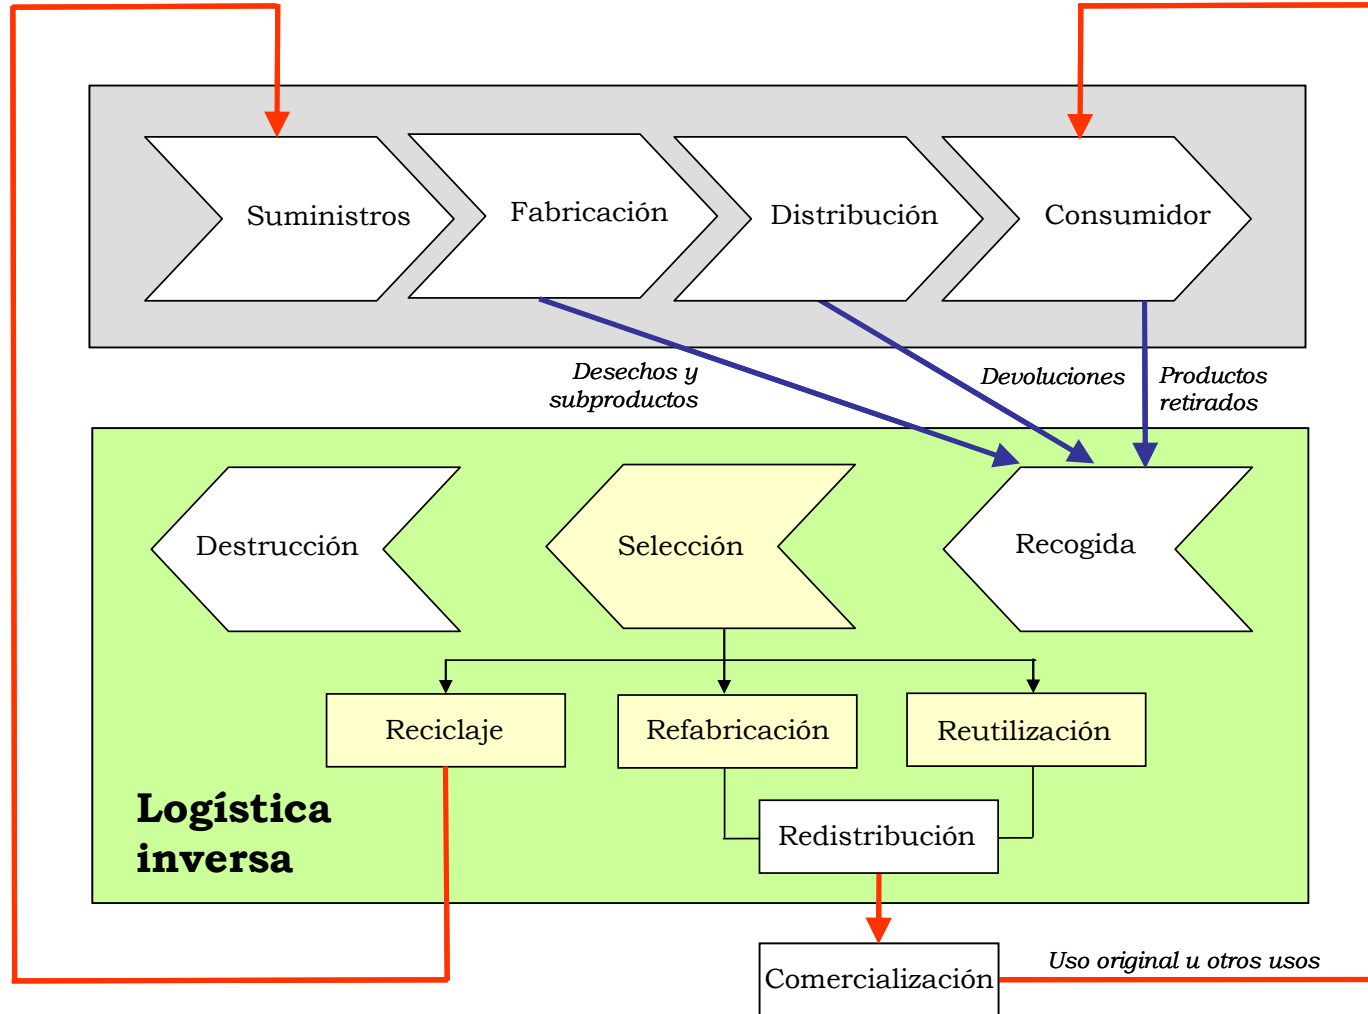 Suministros
Fabricación
Distribución
Consumidor
Desechos y
subproductos
Devoluciones
Productos
retirados
Destrucción
Selección
Recogida
Reciclaje
Refabricación
Reutilización
Logística
inversa
Redistribución
Comercialización
Uso original u otros usos